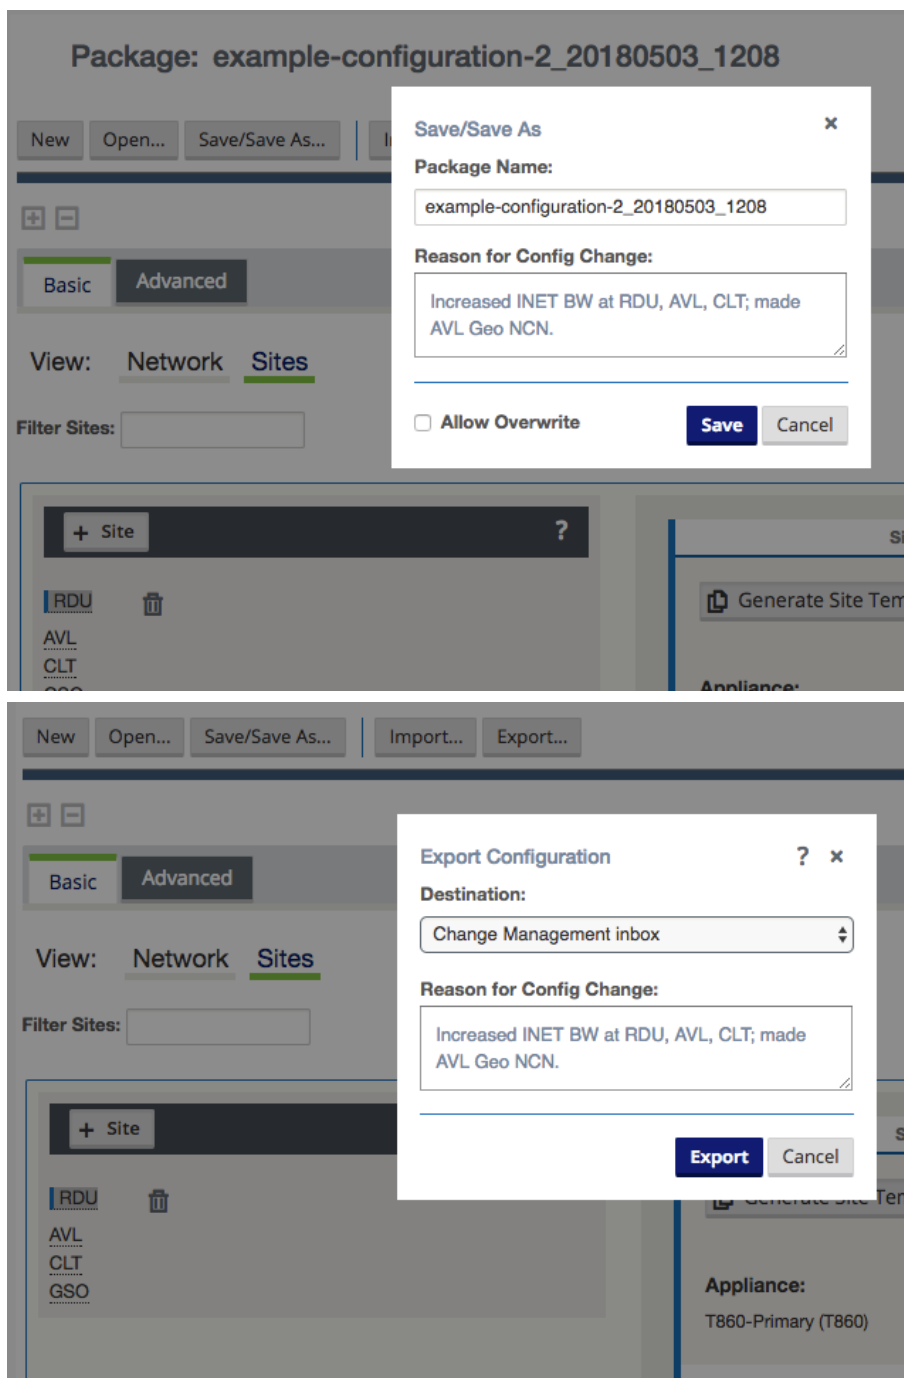 Package: example-configuration-2_20180503_1208
New Open... Save/Save As...
Save/Save As
Package Name:
example-configuration-2_20180503_1208
Reason for Config Change:
Increased INET BW at RDU, AVL, CLT; made
AVL Geo NCN.
Allow Overwrite Save Cancel
Basic Advanced
View: Network Sites
Filter Sites:
+ Site ?
RDU
AVL
CLT
GSO
Generate Site Tem
Appliance:
New Open... Save/Save As... Import... Export...
Export Configuration ?
Destination:
Change Management inbox
Reason for Config Change:
Increased INET BW at RDU, AVL, CLT; made
AVL Geo NCN.
Export Cancel
Basic Advanced
View: Network Sites
Filter Sites:
+ Site
RDU
AVL
CLT
GSO
Generate Site Tem
Appliance:
T860-Primary (T860)